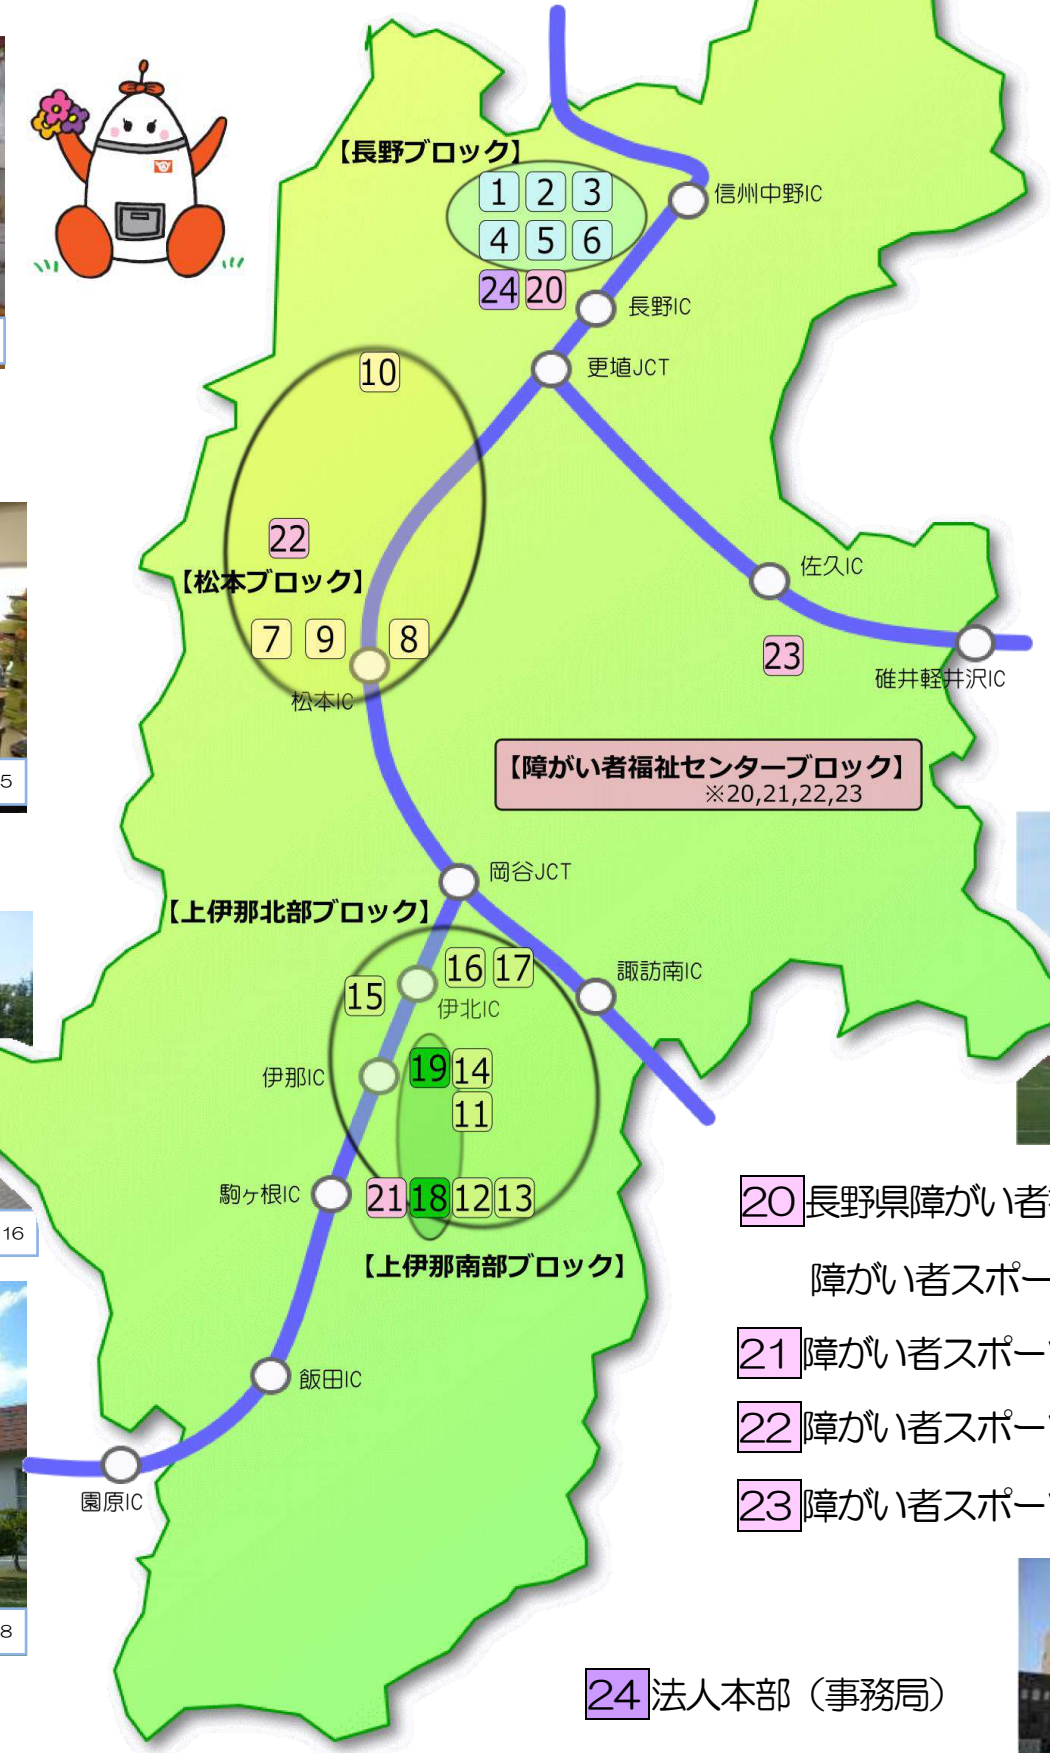 【長野ブロック】
1 2 3
信州中野IC
4 5 6
24 20
長野IC
更埴JCT
10
22
【松本ブロック】
佐久IC
7 9 8
23
碓井軽井沢IC
松本IC
【障がい者福祉センターブロック】
※20,21,22,23
5
岡谷JCT
【上伊那北部ブロック】
16 17
諏訪南IC
15
伊北IC
伊那IC
19 14
11
駒ヶ根IC
21 18 12 13
16
【上伊那南部ブロック】
飯田IC
園原IC
8
20 長野県障がい者
障がい者スポー
21 障がい者スポー
22 障がい者スポー
23 障がい者スポー
24 法人本部（事務局）